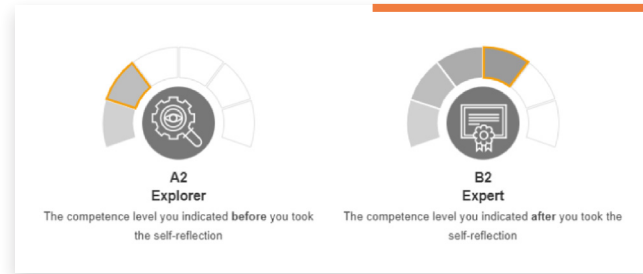 A2
Explorer
The competence level you indicated before you took
the self-reflection
B2
Expert
The competence level you indicated after you took the
self-reflection